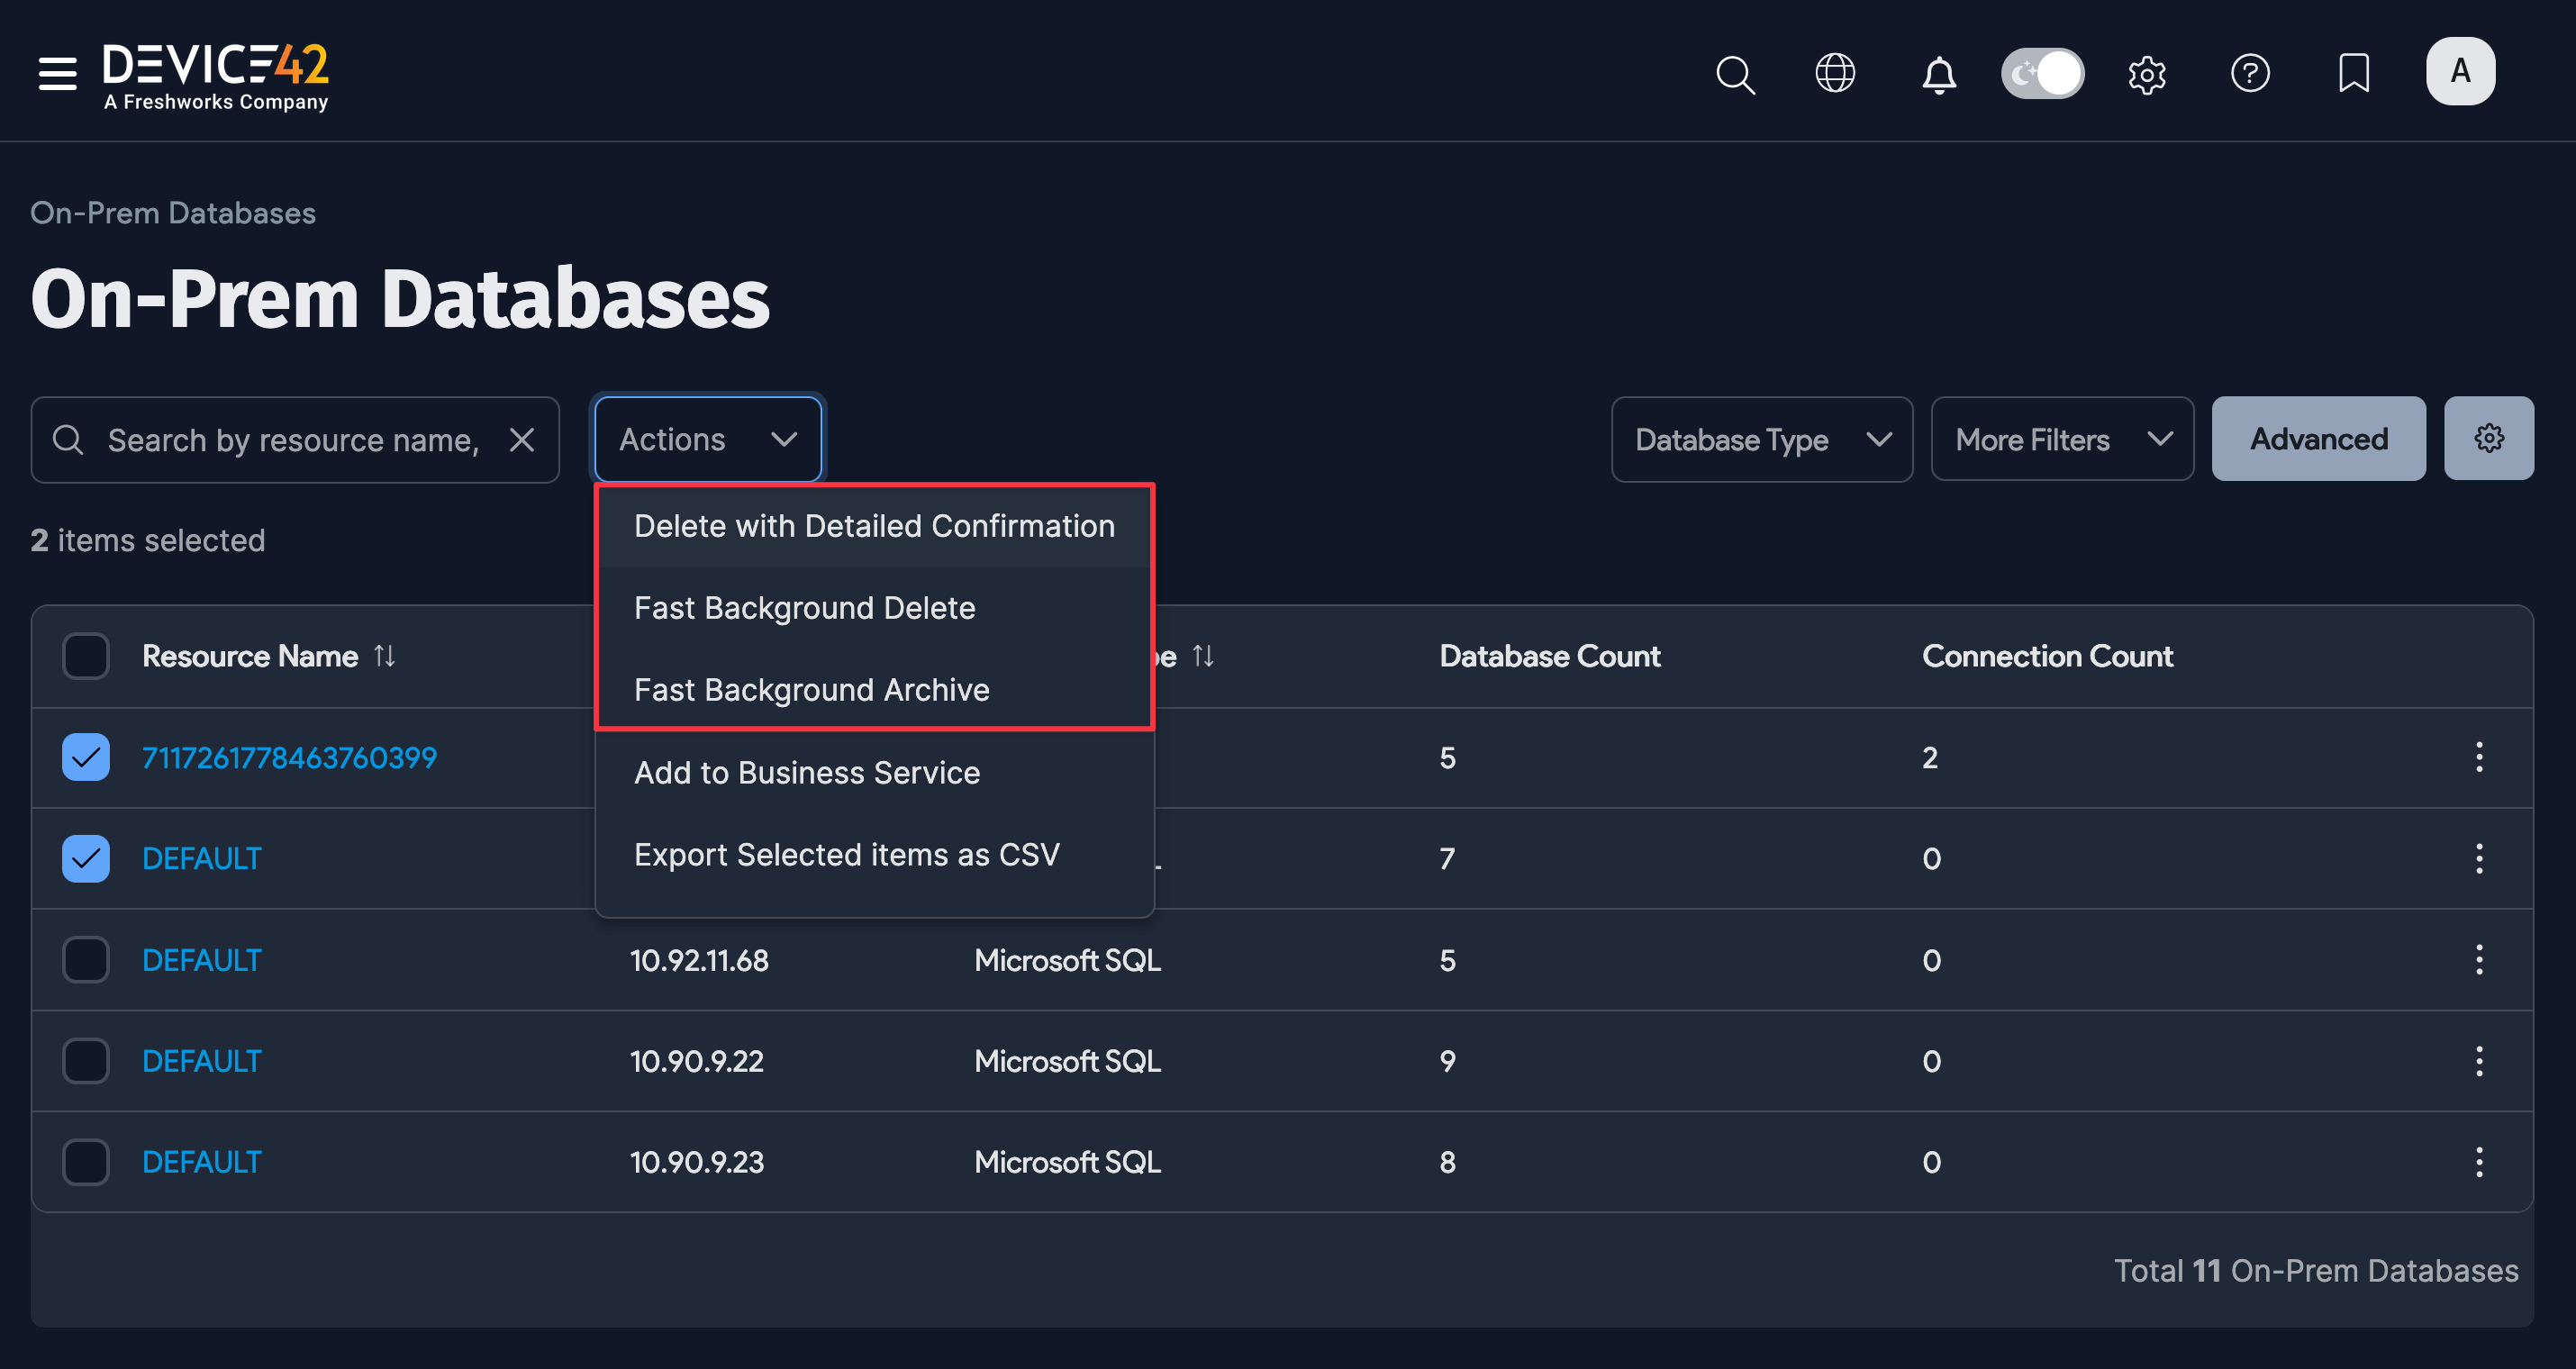 DEVICE42
A Freshworks Company
A
On-Prem Databases
On-Prem Databases
Search by resource name,
Actions
Database Type
More Filters
Advanced
2 items selected
Delete with Detailed Confirmation
Fast Background Delete
Fast Background Archive
Add to Business Service
Export Selected items as CSV
Resource Name
Database Count
Connection Count
7117261778463760399 5 2
DEFAULT 7 0
DEFAULT 10.92.11.68 Microsoft SQL 5 0
DEFAULT 10.90.9.22 Microsoft SQL 9 0
DEFAULT 10.90.9.23 Microsoft SQL 8 0
Total 11 On-Prem Databases